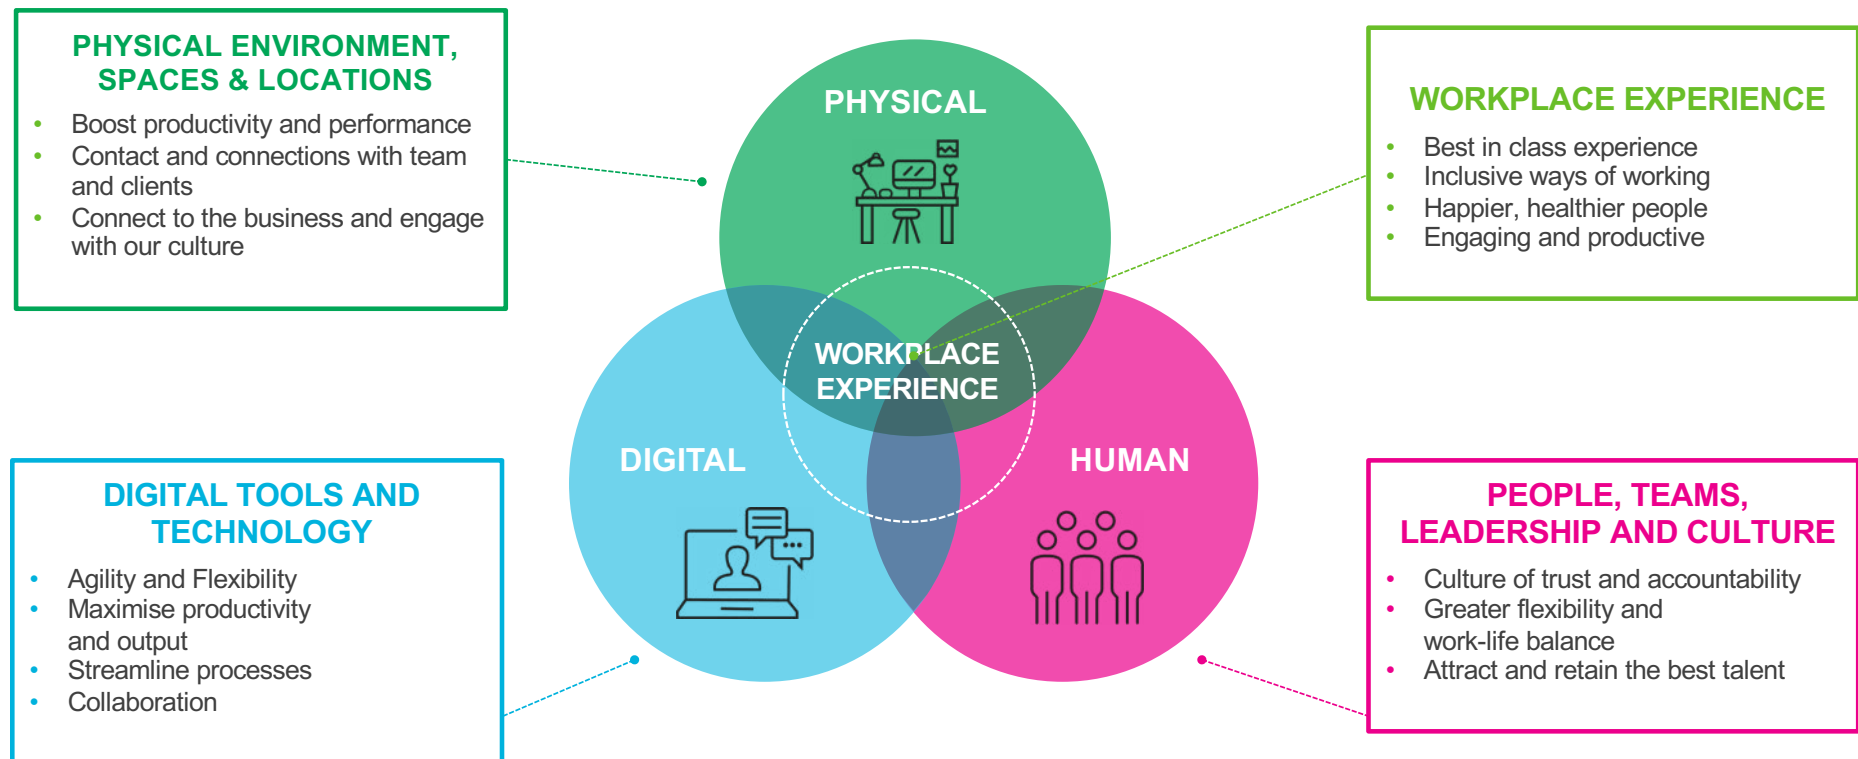 PHYSICAL ENVIRONMENT,
SPACES & LOCATIONS
• Boost productivity and performance
• Contact and connections with team
and clients
• Connect to the business and engage
with our culture
PHYSICAL
WORKPLACE EXPERIENCE
• Best in class experience
• Inclusive ways of working
• Happier, healthier people
• Engaging and productive
WORKPLACE
EXPERIENCE
DIGITAL
HUMAN
DIGITAL TOOLS AND
TECHNOLOGY
• Agility and Flexibility
• Maximise productivity
and output
• Streamline processes
• Collaboration
PEOPLE, TEAMS,
LEADERSHIP AND CULTURE
• Culture of trust and accountability
• Greater flexibility and
work-life balance
• Attract and retain the best talent